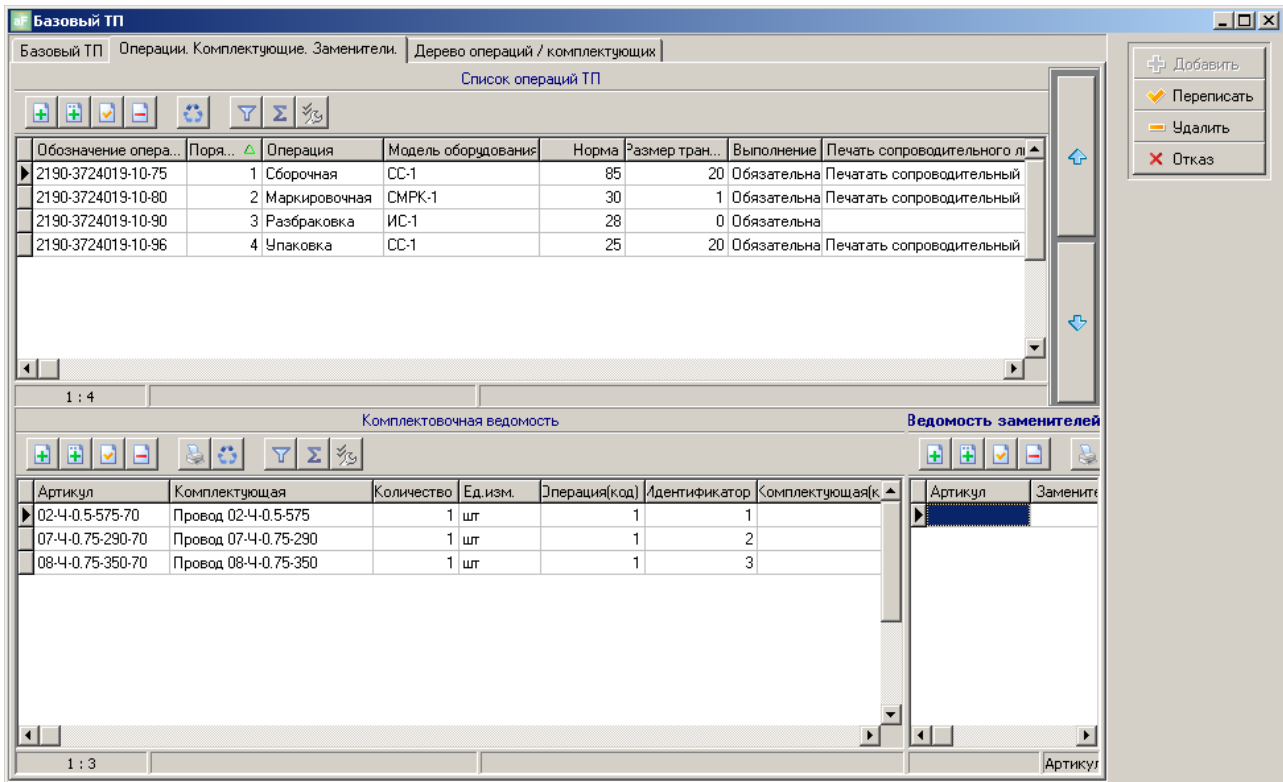 aF Базовый ТП
Базовый ТП Операции. Комплектующие. Заменители. Дерево операций / комплектующих
Добавить
Переписать
Удалить
Отказ
Список операций ТП
Обозначение опера... Поря... Операция Модель оборудования Норма Размер тран... Выполнение Печать сопроводительного ли
2190-3724019-10-75 1 Сборочная СС-1 85 20 Обязательна Печатать сопроводительный
2190-3724019-10-80 2 Маркировочная СМРК-1 30 1 Обязательна Печатать сопроводительный
2190-3724019-10-90 3 Разбраковка ИС-1 28 0 Обязательна
2190-3724019-10-96 4 Упаковка СС-1 25 20 Обязательна Печатать сопроводительный
1 : 4
Комплектовочная ведомость
Артикул Комплектующая Количество Ед.изм. Операция(код) Идентификатор Комплектующая(к
02-Ч-0.5-575-70 Провод 02-Ч-0.5-575 1 шт 1 1
07-Ч-0.75-290-70 Провод 07-Ч-0.75-290 1 шт 1 2
08-Ч-0.75-350-70 Провод 08-Ч-0.75-350 1 шт 1 3
1 : 3
Ведомость заменителей
Артикул Замените
Артикул